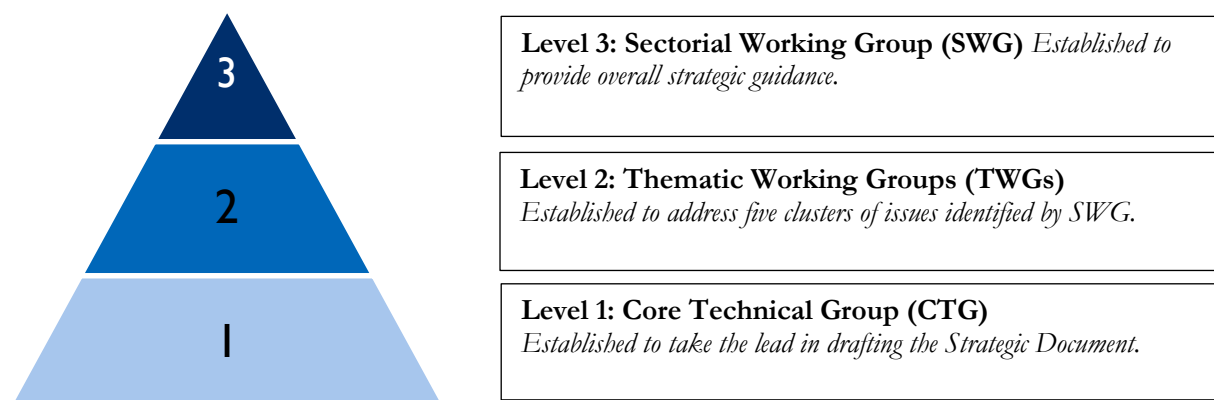 3
Level 3: Sectorial Working Group (SWG) Established to
provide overall strategic guidance.
2
Level 2: Thematic Working Groups (TWGs)
Established to address five clusters of issues identified by SWG.
1
Level 1: Core Technical Group (CTG)
Established to take the lead in drafting the Strategic Document.